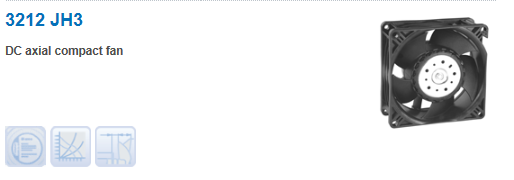 3212 JH3
DC axial compact fan